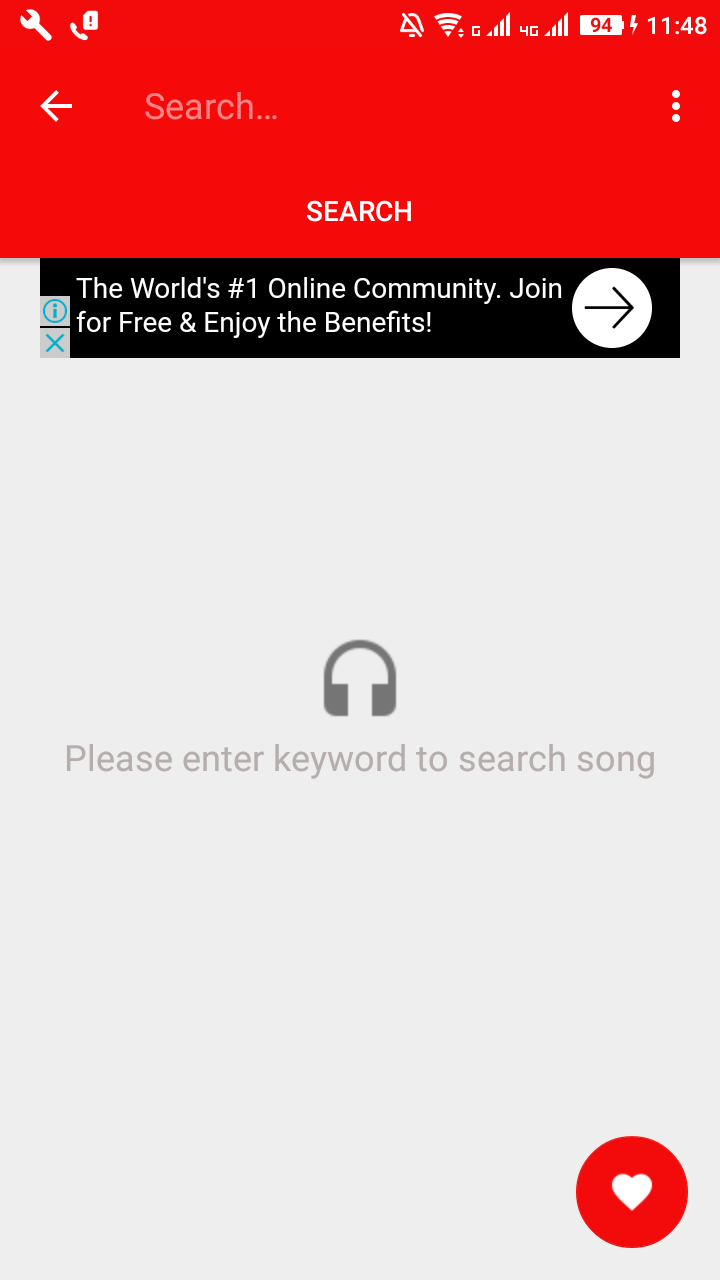 G 4G 94 11:48
Search...
SEARCH
The World's #1 Online Community. Join
for Free & Enjoy the Benefits!
Please enter keyword to search song